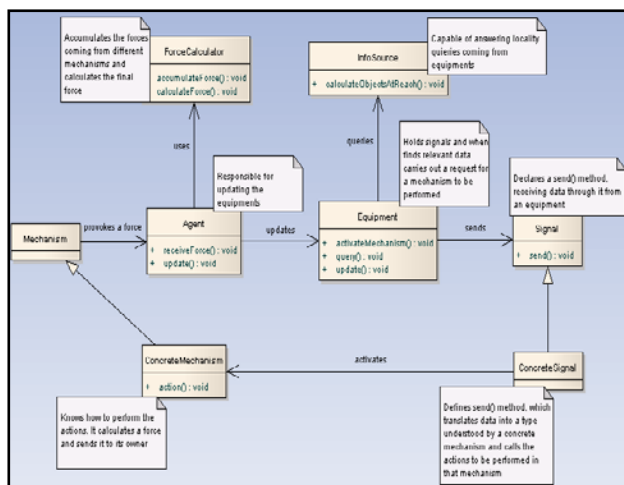 Accumulates the forces
coming from different
mechanisms and
calculates the final
force
ForceCalculator
accumulateForce() : void
calculateForce() : void
InfoSource
+ calculateObjectsAtReach() : void
Capable of answering locality
quieries coming from
equipments
uses
queries
Responsible for
updating the
equipments
Holds signals and when
finds relevant data
carries out a request for
a mechanism to be
performed
Declares a send() method,
receiving data through it from
an equipment
Mechanism
provokes a force
Agent
+ receiveForce() : void
+ update() : void
updates
Equipment
+ activateMechanism() : void
+ query() : void
+ update() : void
sends
Signal
+ send() : void
ConcreteMechanism
+ action() : void
activates
ConcreteSignal
Knows how to perform the
actions. It calculates a force
and sends it to its owner
Defines send() method, which
translates data into a type
understood by a concrete
mechanism and calls the
actions to be performed in
that mechanism